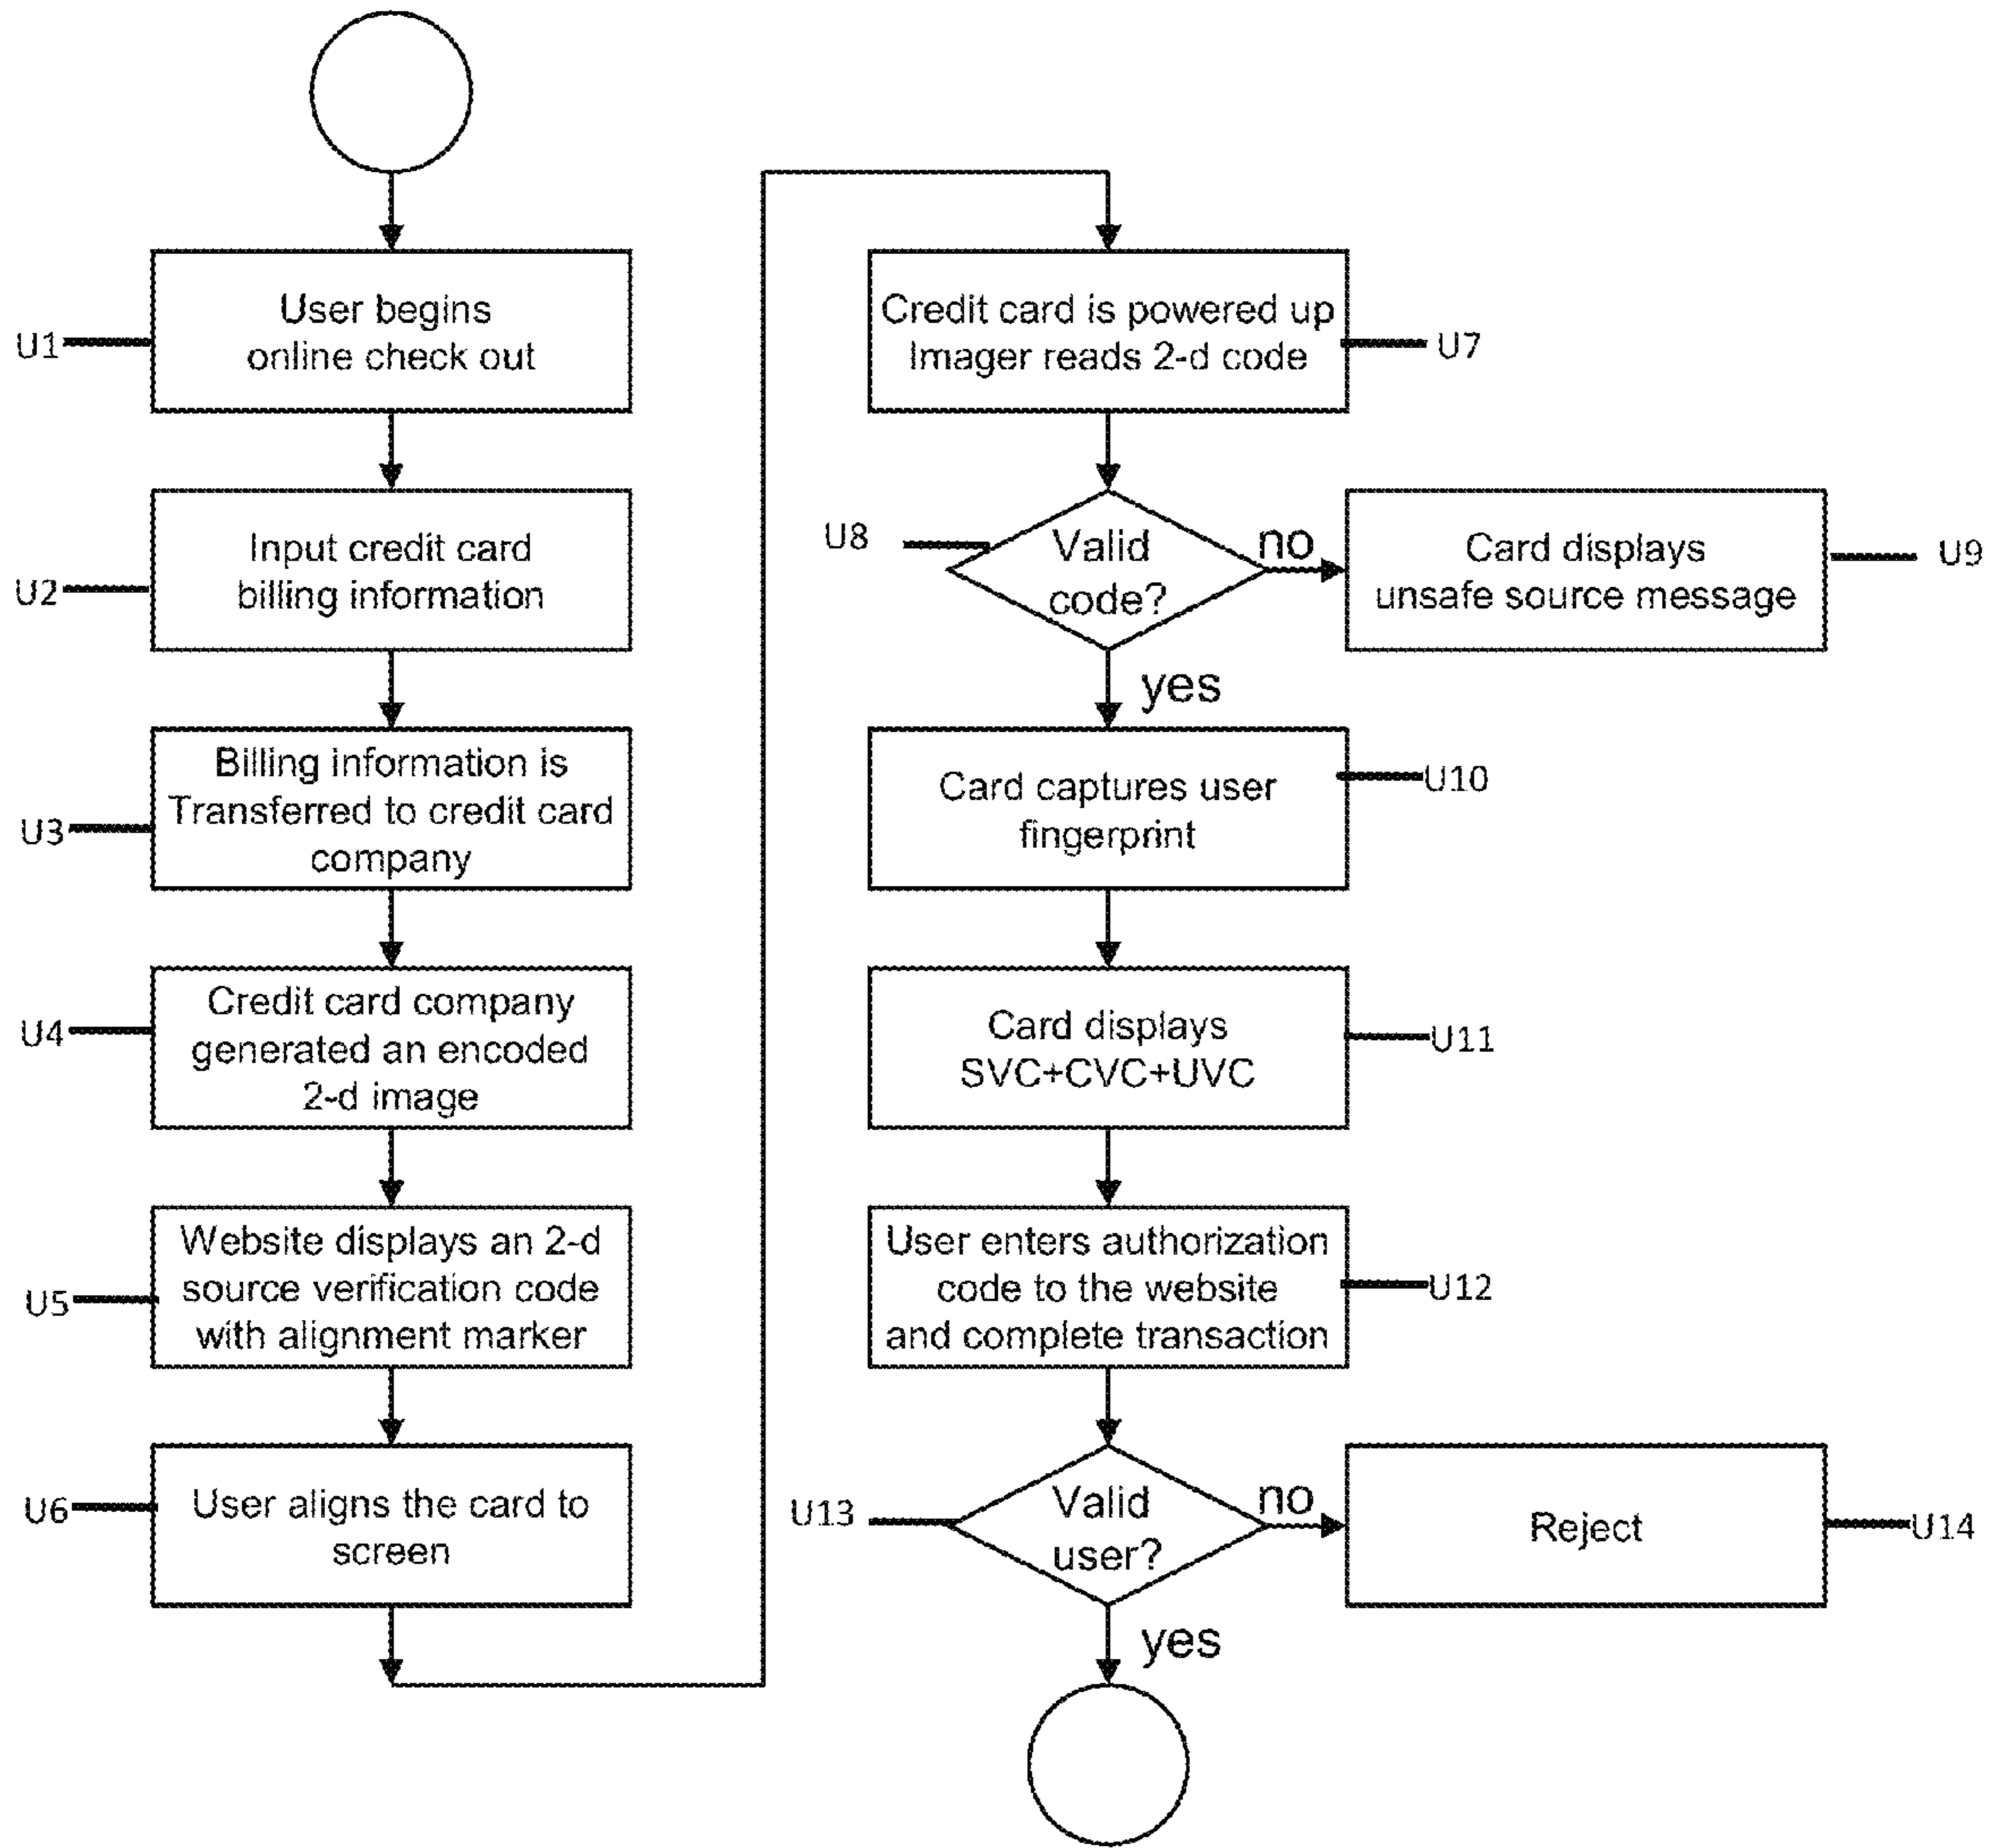 U1
User begins
online check out
U2
Input credit card
billing information
U3
Billing information is
Transferred to credit card
company
U4
Credit card company
generated an encoded
2-d image
U5
Website displays an 2-d
source verification code
with alignment marker
U6
User aligns the card to
screen
Credit card is powered up
Imager reads 2-d code
U7
U8
Valid
code?
no
Card displays
unsafe source message
U9
yes
Card captures user
fingerprint
U10
Card displays
SVC+CVC+UVC
U11
User enters authorization
code to the website
and complete transaction
U12
U13
Valid
user?
no
Reject
U14
yes